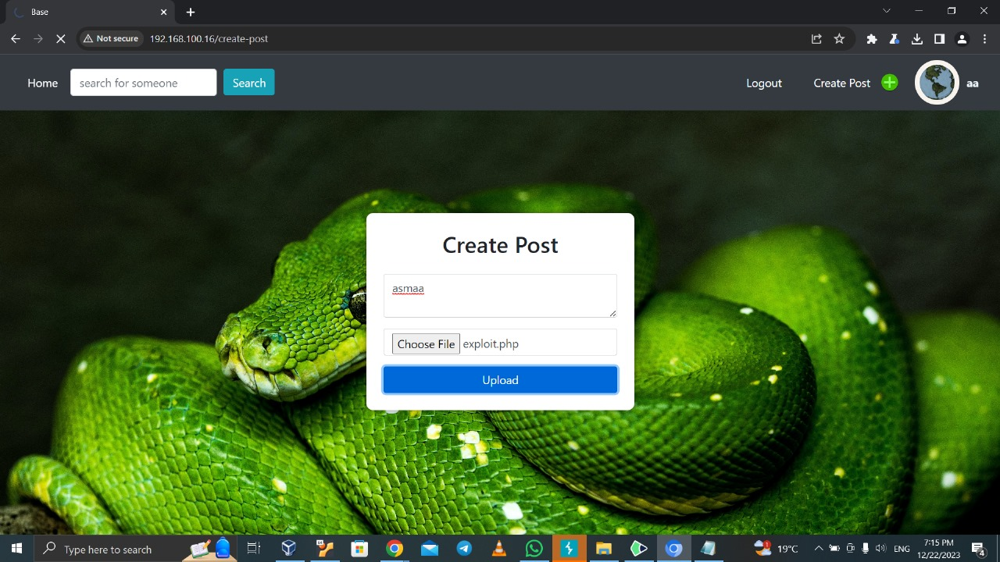 Base
Not secure
192.168.100.16/create-post
Home
search for someone
Search
Logout
Create Post
aa
Create Post
asmaa
Choose File exploit.php
Upload
Type here to search
1
19°C
ENG
7:15 PM
12/22/2023
4